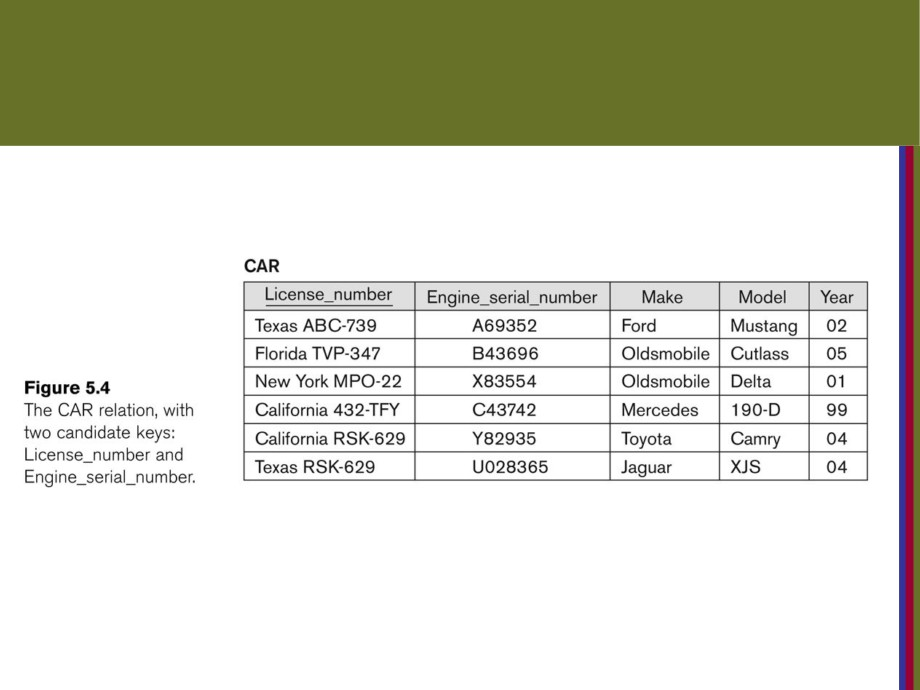 CAR
License_number Engine_serial_number Make Model Year
Texas ABC-739 A69352 Ford Mustang 02
Florida TVP-347 B43696 Oldsmobile Cutlass 05
New York MPO-22 X83554 Oldsmobile Delta 01
California 432-TFY C43742 Mercedes 190-D 99
California RSK-629 Y82935 Toyota Camry 04
Texas RSK-629 U028365 Jaguar XJS 04
Figure 5.4
The CAR relation, with
two candidate keys:
License_number and
Engine_serial_number.